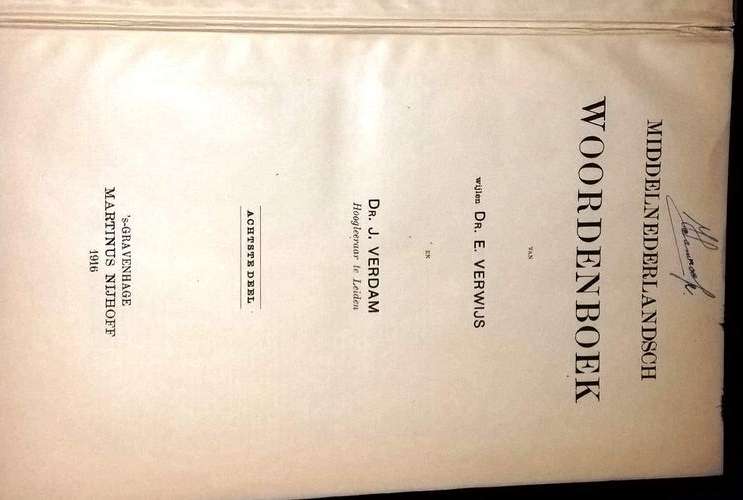 MIDDELNEDERLANDSCH
WOORDENBOEK
VAN
wijlen DR. E. VERWIJS
EN
DR. J. VERDAM
Hoogleeraar te Leiden
ACHTSTE DEEL.
's-GRAVENHAGE
MARTINUS NIJHOFF
1916